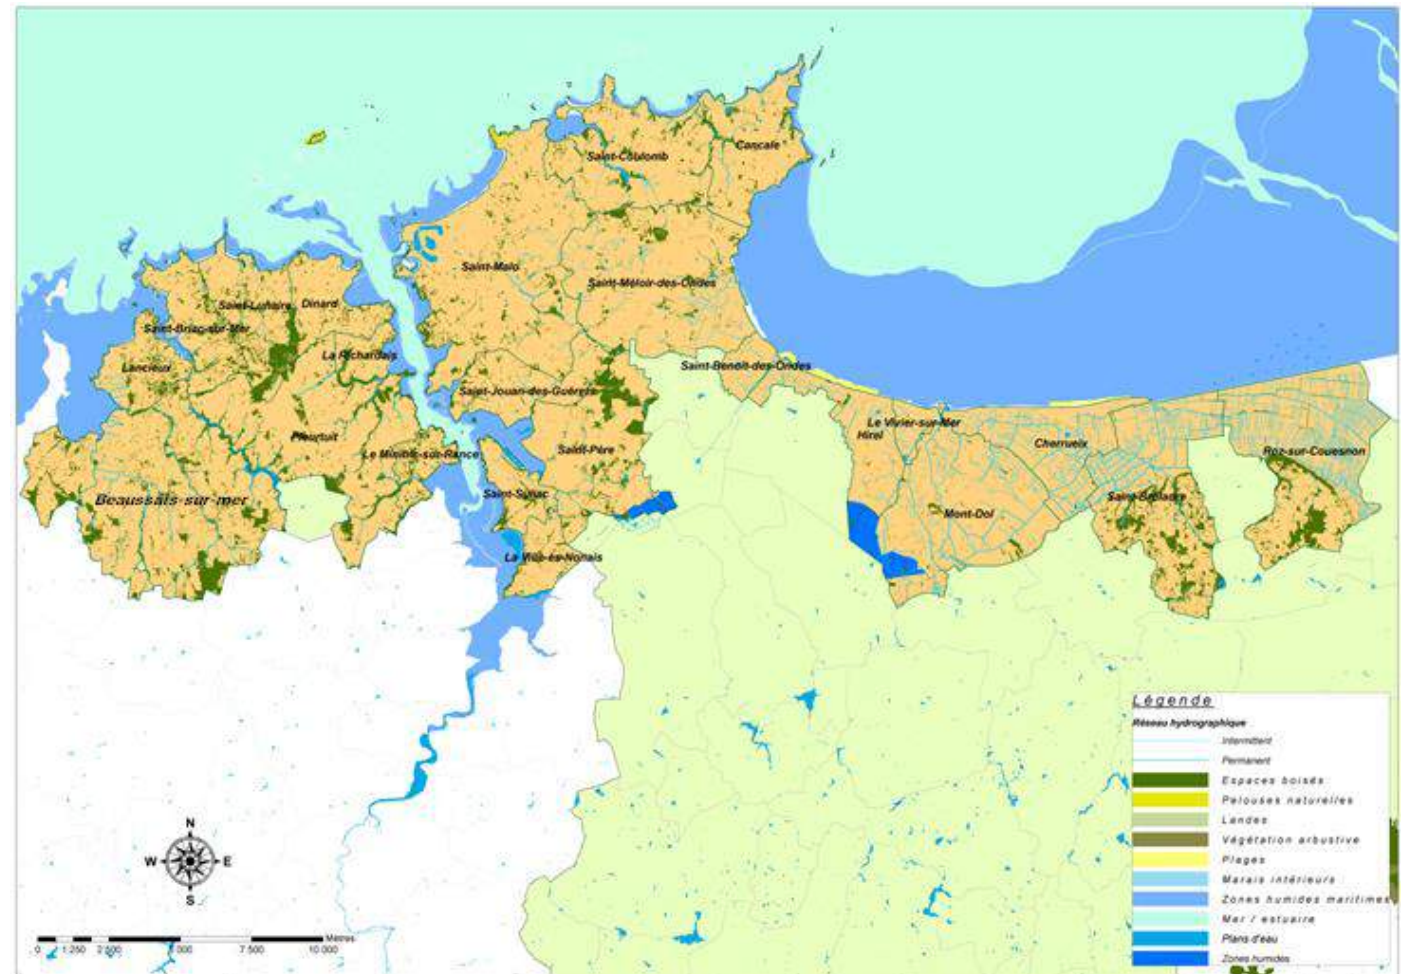 Cancale
Saint-Coulomb
Saint-Malo
Saint-Méloir-des-Ondes
Saint-Lunaire
Dinard
Saint-Briac-sur-Mer
La Richardais
Lancieux
Saint-Benoît-des-Ondes
Saint-Jouan-des-Guérets
Le Vivier-sur-Mer
Hirel
Pleurtuit
Cherrueix
Saint-Père
Roz-sur-Couesnon
Le Minihic-sur-Rance
Saint-Suliac
Saint-Broladre
Beaussais-sur-mer
Mont-Dol
La Ville-ès-Nonais
Légende
Réseau hydrographique
Intermittent
Permanent
Espaces boisés
Pelouses naturelles
Landes
Végétation arbustive
Plages
Marais intérieurs
Zones humides maritimes
Mer / estuaire
Plans d'eau
Zones humides
N
W E
S
Mètres
0 1 250 2 500 5 000 7 500 10 000